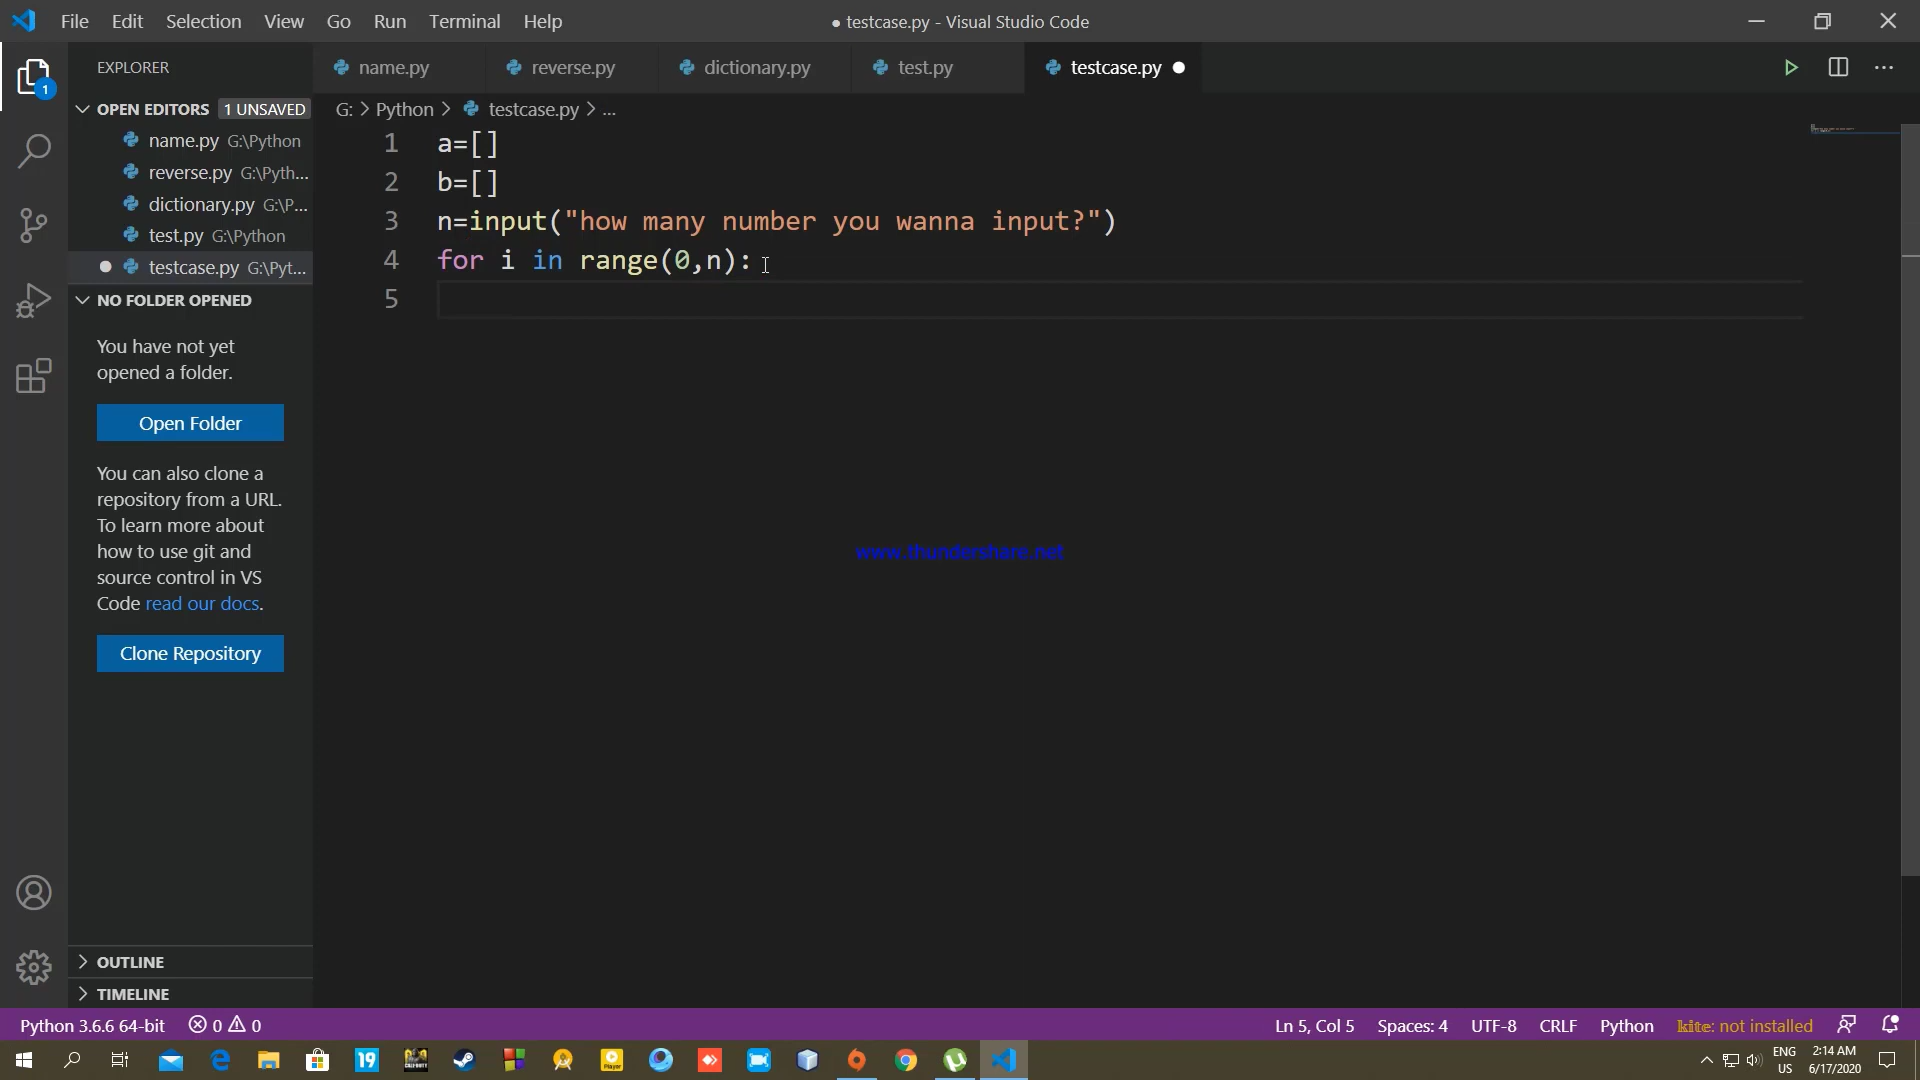 File Edit Selection View Go Run Terminal Help
● testcase.py - Visual Studio Code
EXPLORER
name.py reverse.py dictionary.py test.py testcase.py
OPEN EDITORS 1 UNSAVED
G: > Python > testcase.py > ...
name.py G:\Python
reverse.py G:\Pyth...
dictionary.py G:\P...
test.py G:\Python
testcase.py G:\Pyt...
1 a=[]
2 b=[]
3 n=input("how many number you wanna input?")
4 for i in range(0,n):
5
NO FOLDER OPENED
You have not yet
opened a folder.
Open Folder
You can also clone a
repository from a URL.
To learn more about
how to use git and
source control in VS
Code read our docs.
Clone Repository
www.thundershare.net
OUTLINE
TIMELINE
1
Python 3.6.6 64-bit 0 0
Ln 5, Col 5 Spaces: 4 UTF-8 CRLF Python kite: not installed
19
Player
ENG
US
2:14 AM
6/17/2020